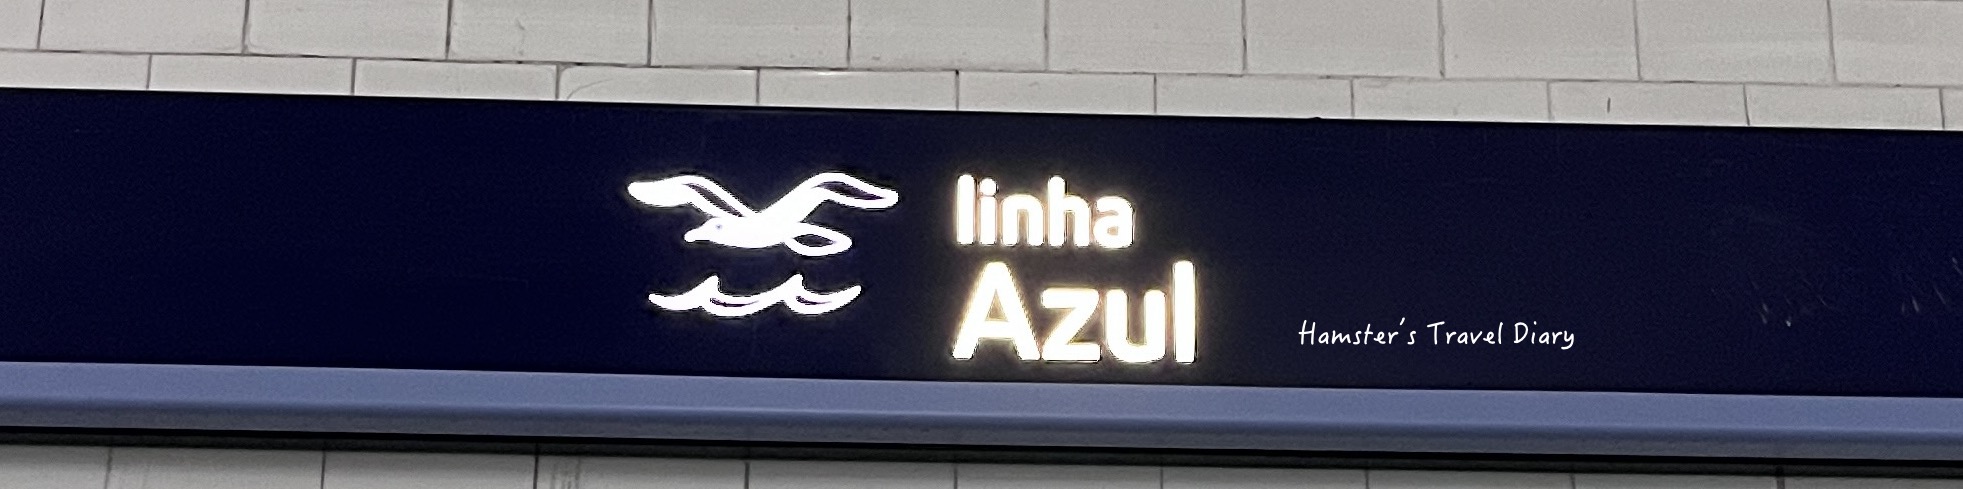 linha
Azul
Hamster's Travel Diary